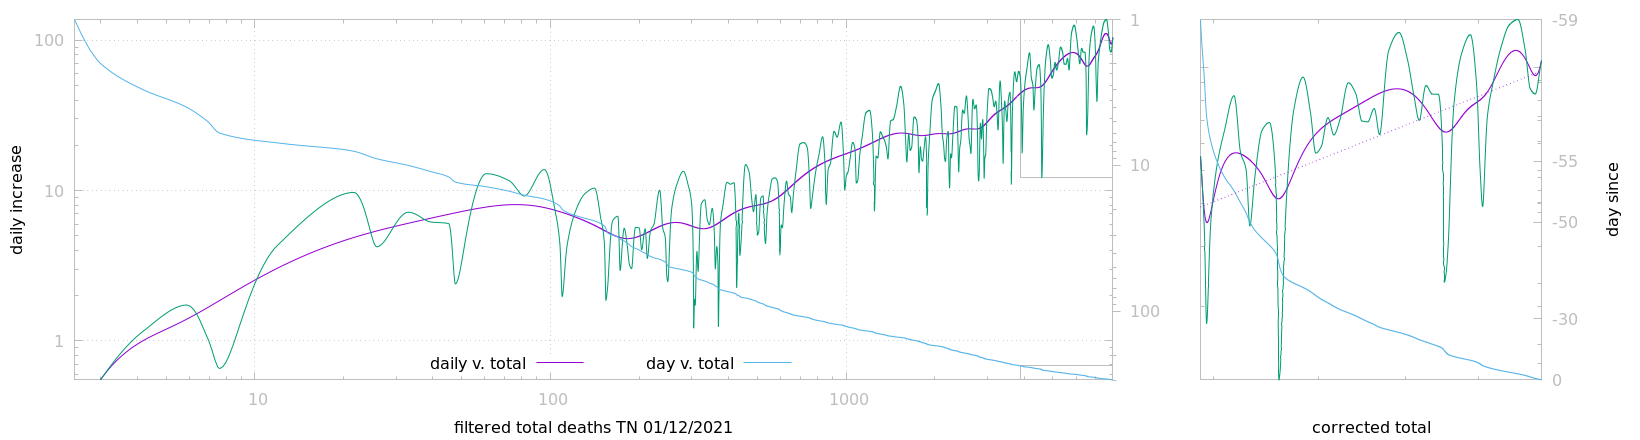 daily increase
100
10
1
daily v. total
day v. total
10
100
1000
filtered total deaths TN 01/12/2021
1
10
100
-59
-55
-50
-30
0
day since
corrected total